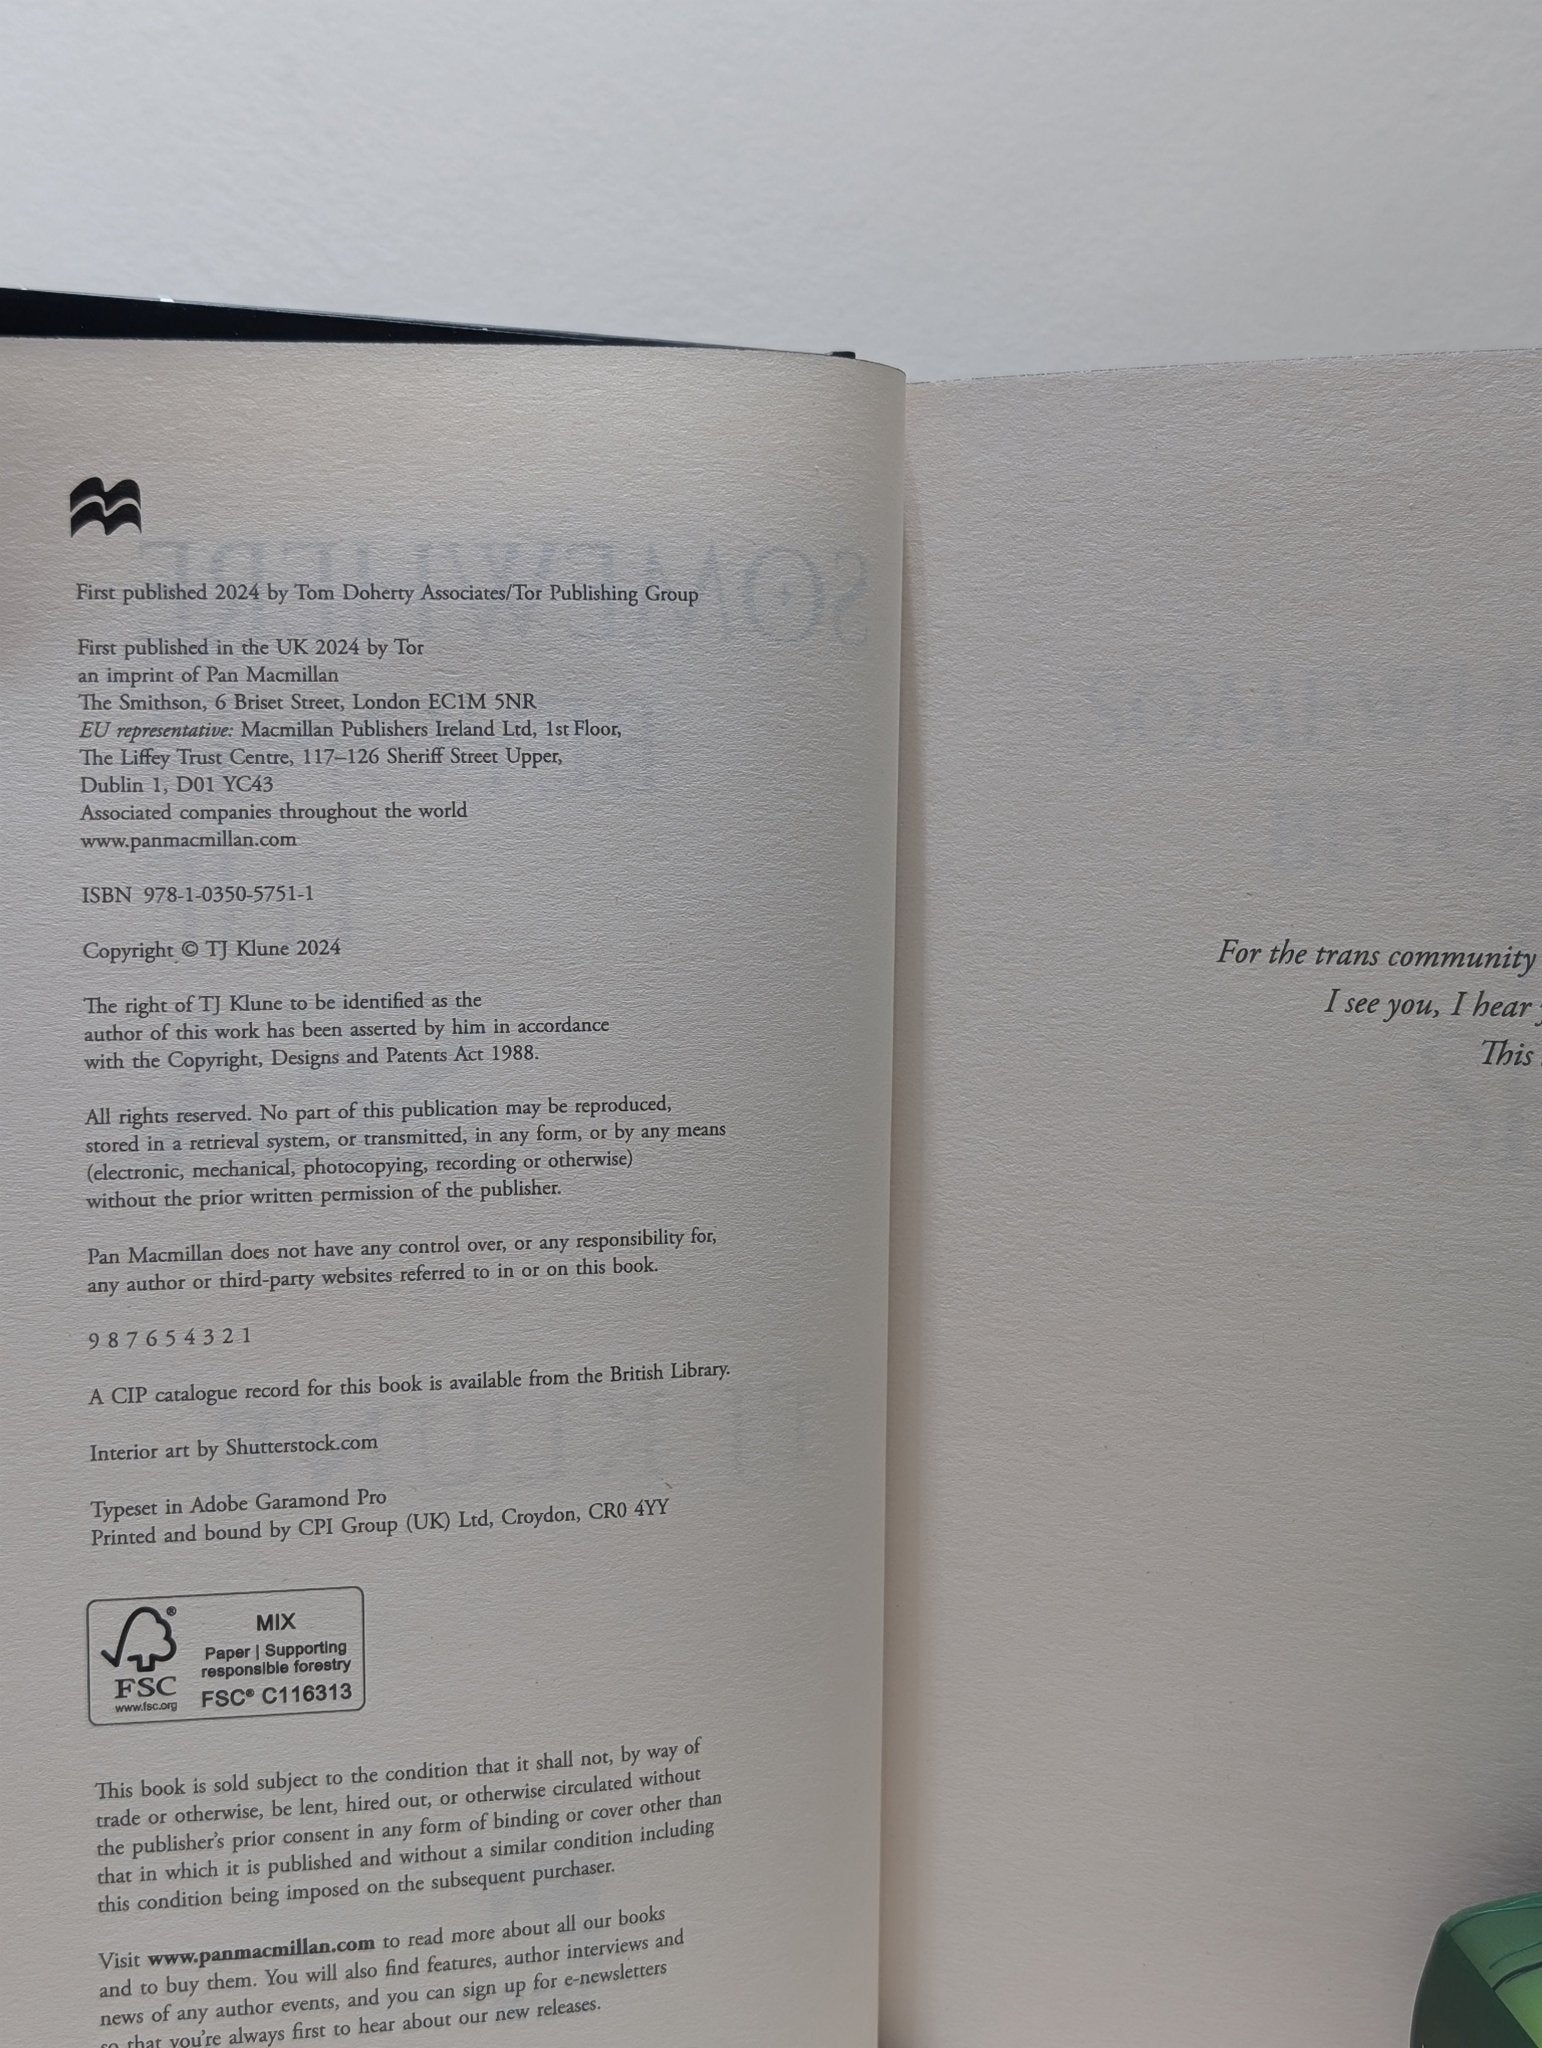 First published 2024 by Tom Doherty Associates/Tor Publishing Group
First published in the UK 2024 by Tor
an imprint of Pan Macmillan
The Smithson, 6 Briset Street, London EC1M 5NR
EU representative: Macmillan Publishers Ireland Ltd, 1st Floor,
The Liffey Trust Centre, 117–126 Sheriff Street Upper,
Dublin 1, D01 YC43
Associated companies throughout the world
www.panmacmillan.com
ISBN 978-1-0350-5751-1
Copyright © TJ Klune 2024
The right of TJ Klune to be identified as the
author of this work has been asserted by him in accordance
with the Copyright, Designs and Patents Act 1988.
All rights reserved. No part of this publication may be reproduced,
stored in a retrieval system, or transmitted, in any form, or by any means
(electronic, mechanical, photocopying, recording or otherwise)
without the prior written permission of the publisher.
Pan Macmillan does not have any control over, or any responsibility for,
any author or third-party websites referred to in or on this book.
9 8 7 6 5 4 3 2 1
A CIP catalogue record for this book is available from the British Library.
Interior art by Shutterstock.com
Typeset in Adobe Garamond Pro
Printed and bound by CPI Group (UK) Ltd, Croydon, CR0 4YY
MIX
Paper | Supporting
responsible forestry
FSC® C116313
FSC
www.fsc.org
This book is sold subject to the condition that it shall not, by way of
trade or otherwise, be lent, hired out, or otherwise circulated without
the publisher's prior consent in any form of binding or cover other than
that in which it is published and without a similar condition including
this condition being imposed on the subsequent purchaser.
Visit www.panmacmillan.com to read more about all our books
and to buy them. You will also find features, author interviews and
news of any author events, and you can sign up for e-newsletters
so that you're always first to hear about our new releases.
For the trans community
I see you, I hear
This